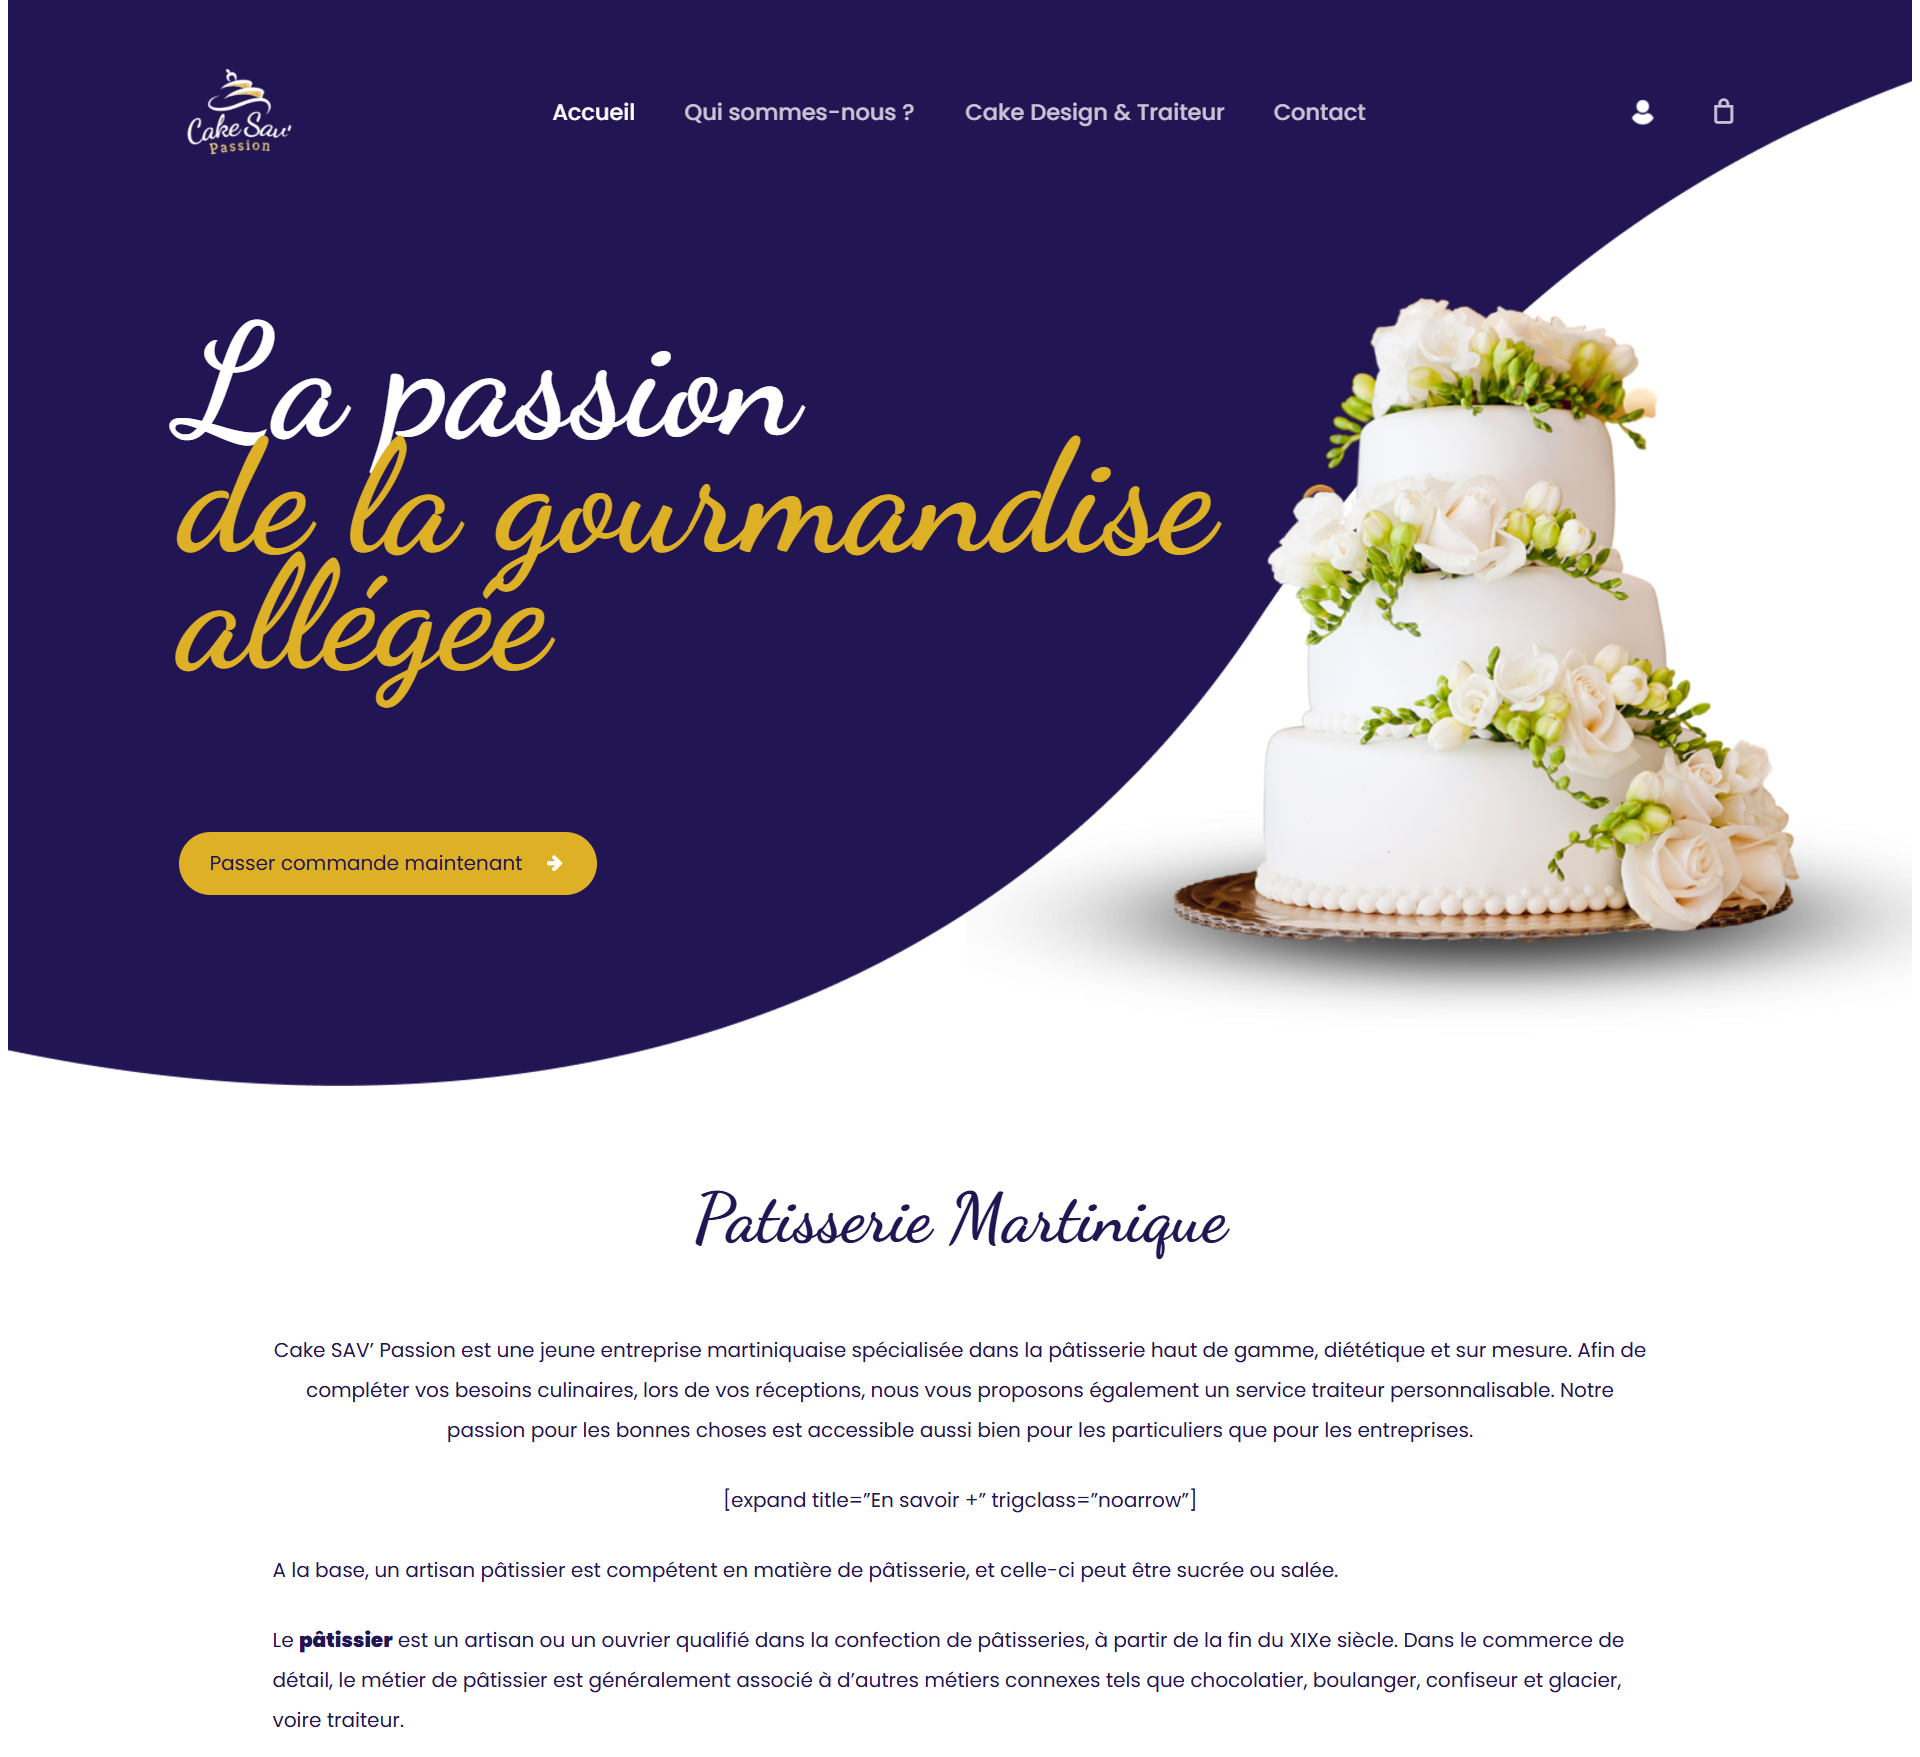 Cake Sav'
Passion
Accueil
Qui sommes-nous ?
Cake Design & Traiteur
Contact
La passion
de la gourmandise
allégée
Passer commande maintenant
Patisserie Martinique
Cake SAV’ Passion est une jeune entreprise martiniquaise spécialisée dans la pâtisserie haut de gamme, diététique et sur mesure. Afin de
compléter vos besoins culinaires, lors de vos réceptions, nous vous proposons également un service traiteur personnalisable. Notre
passion pour les bonnes choses est accessible aussi bien pour les particuliers que pour les entreprises.
[expand title=”En savoir +” trigclass=”noarrow”]
A la base, un artisan pâtissier est compétent en matière de pâtisserie, et celle-ci peut être sucrée ou salée.
Le pâtissier est un artisan ou un ouvrier qualifié dans la confection de pâtisseries, à partir de la fin du XIXe siècle. Dans le commerce de
détail, le métier de pâtissier est généralement associé à d’autres métiers connexes tels que chocolatier, boulanger, confiseur et glacier,
voire traiteur.